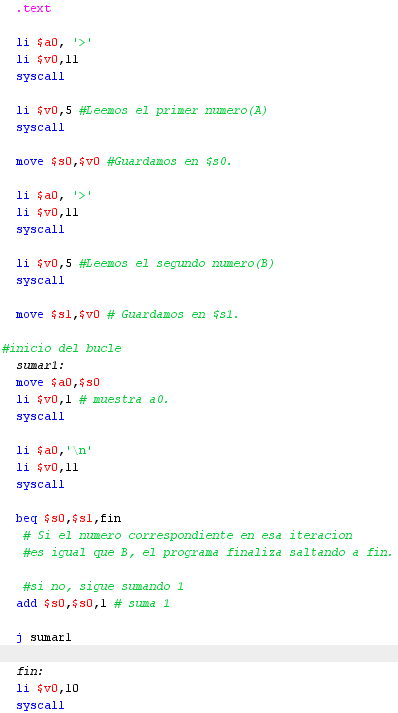 .text
li $a0, '>'
li $v0,11
syscall
li $v0,5 #Leemos el primer numero(A)
syscall
move $s0,$v0 #Guardamos en $s0.
li $a0, '>'
li $v0,11
syscall
li $v0,5 #Leemos el segundo numero(B)
syscall
move $s1,$v0 # Guardamos en $s1.
#inicio del bucle
sumar1:
move $a0,$s0
li $v0,1 # muestra a0.
syscall
li $a0,'\n'
li $v0,11
syscall
beq $s0,$s1,fin
# Si el numero correspondiente en esa iteracion
#es igual que B, el programa finaliza saltando a fin.
#si no, sigue sumando 1
add $s0,$s0,1 # suma 1
j sumar1
fin:
li $v0,10
syscall